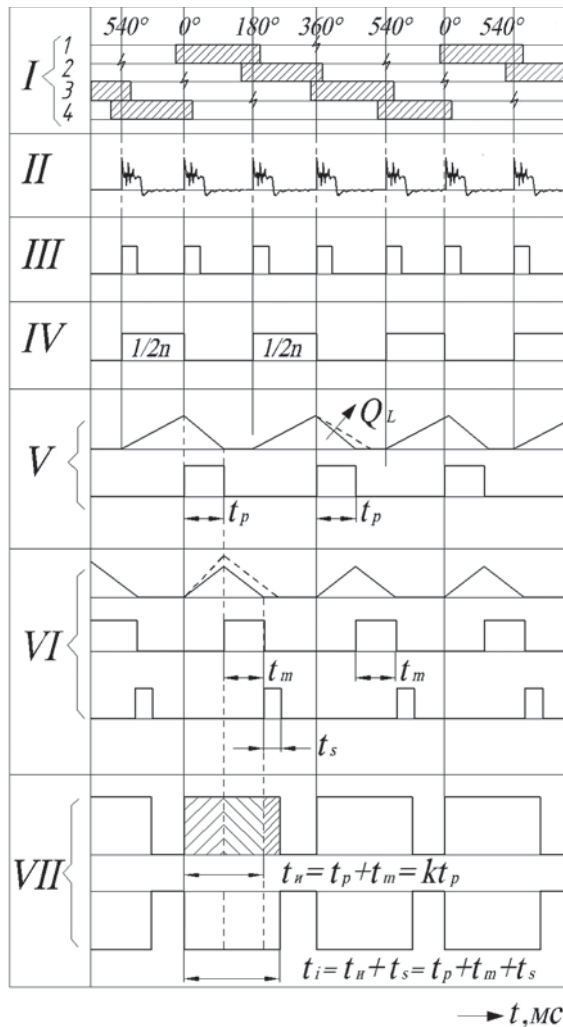 540° 0° 180° 360° 540° 0° 540°
I
1
2
3
4
II
III
IV 1/2n 1/2n
V Q_L
t_p t_p
VI
t_m t_m
t_s
VII
t_и = t_p + t_m = kt_p
t_i = t_и + t_s = t_p + t_m + t_s
t, мс